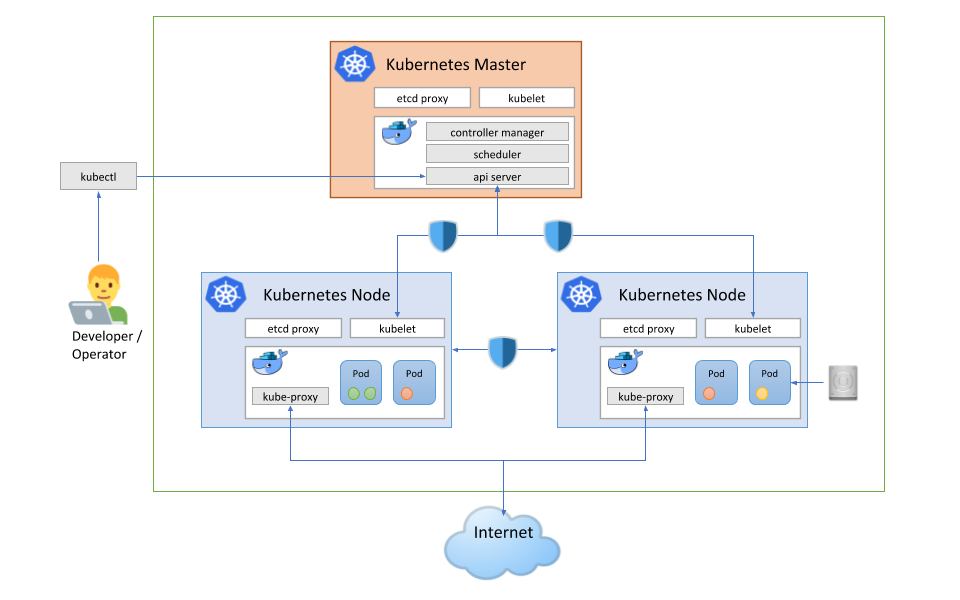 Kubernetes Master
etcd proxy
kubelet
controller manager
scheduler
api server
kubectl
Developer /
Operator
Kubernetes Node
etcd proxy
kubelet
Pod
Pod
kube-proxy
Kubernetes Node
etcd proxy
kubelet
Pod
Pod
kube-proxy
Internet